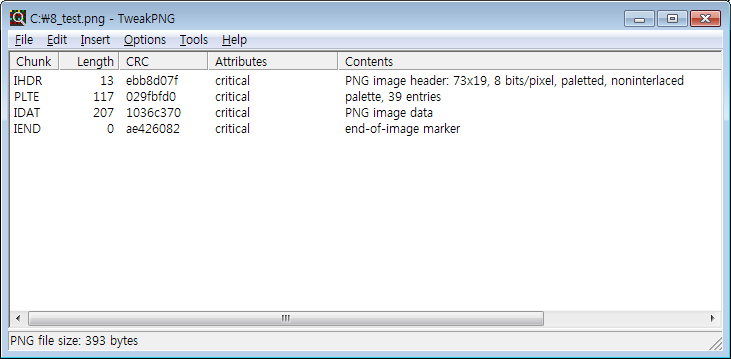 C:₩8_test.png - TweakPNG
File Edit Insert Options Tools Help
Chunk Length CRC Attributes Contents
IHDR 13 ebb8d07f critical PNG image header: 73x19, 8 bits/pixel, paletted, noninterlaced
PLTE 117 029fbfd0 critical palette, 39 entries
IDAT 207 1036c370 critical PNG image data
IEND 0 ae426082 critical end-of-image marker
PNG file size: 393 bytes